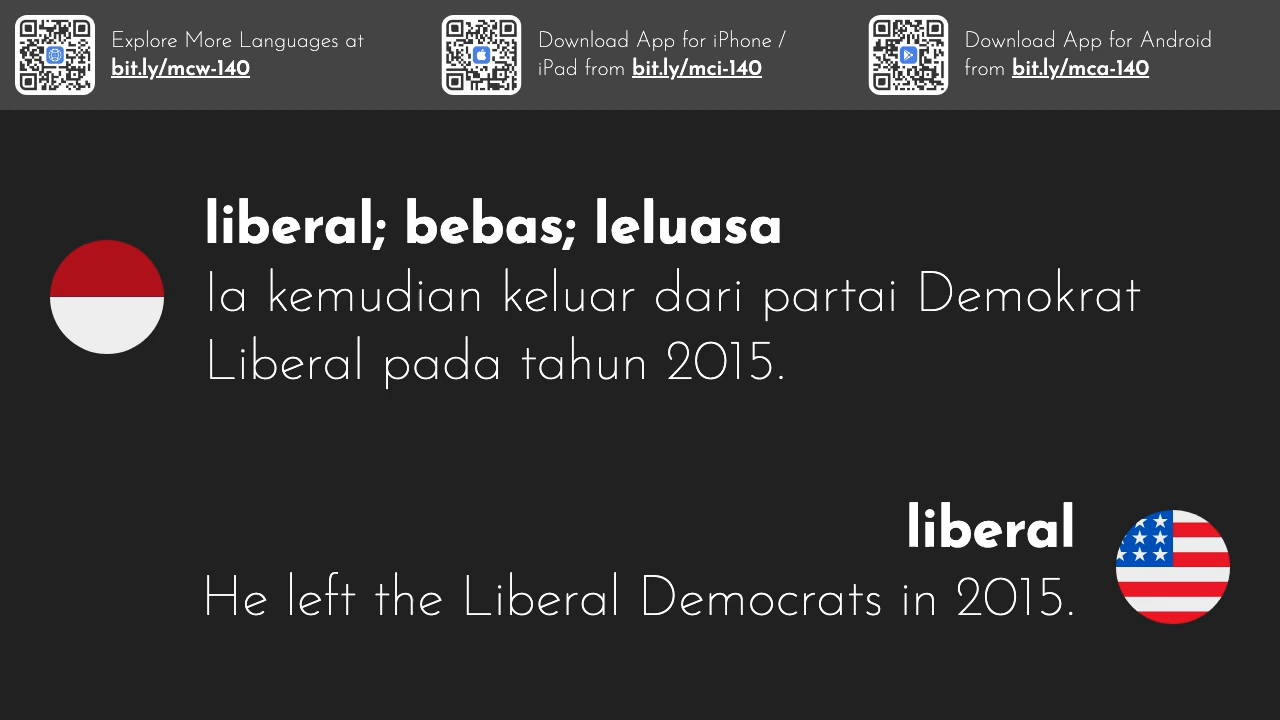 Explore More Languages at
bit.ly/mcw-140
Download App for iPhone /
iPad from bit.ly/mci-140
Download App for Android
from bit.ly/mca-140
liberal; bebas; leluasa
Ia kemudian keluar dari partai Demokrat
Liberal pada tahun 2015.
liberal
He left the Liberal Democrats in 2015.